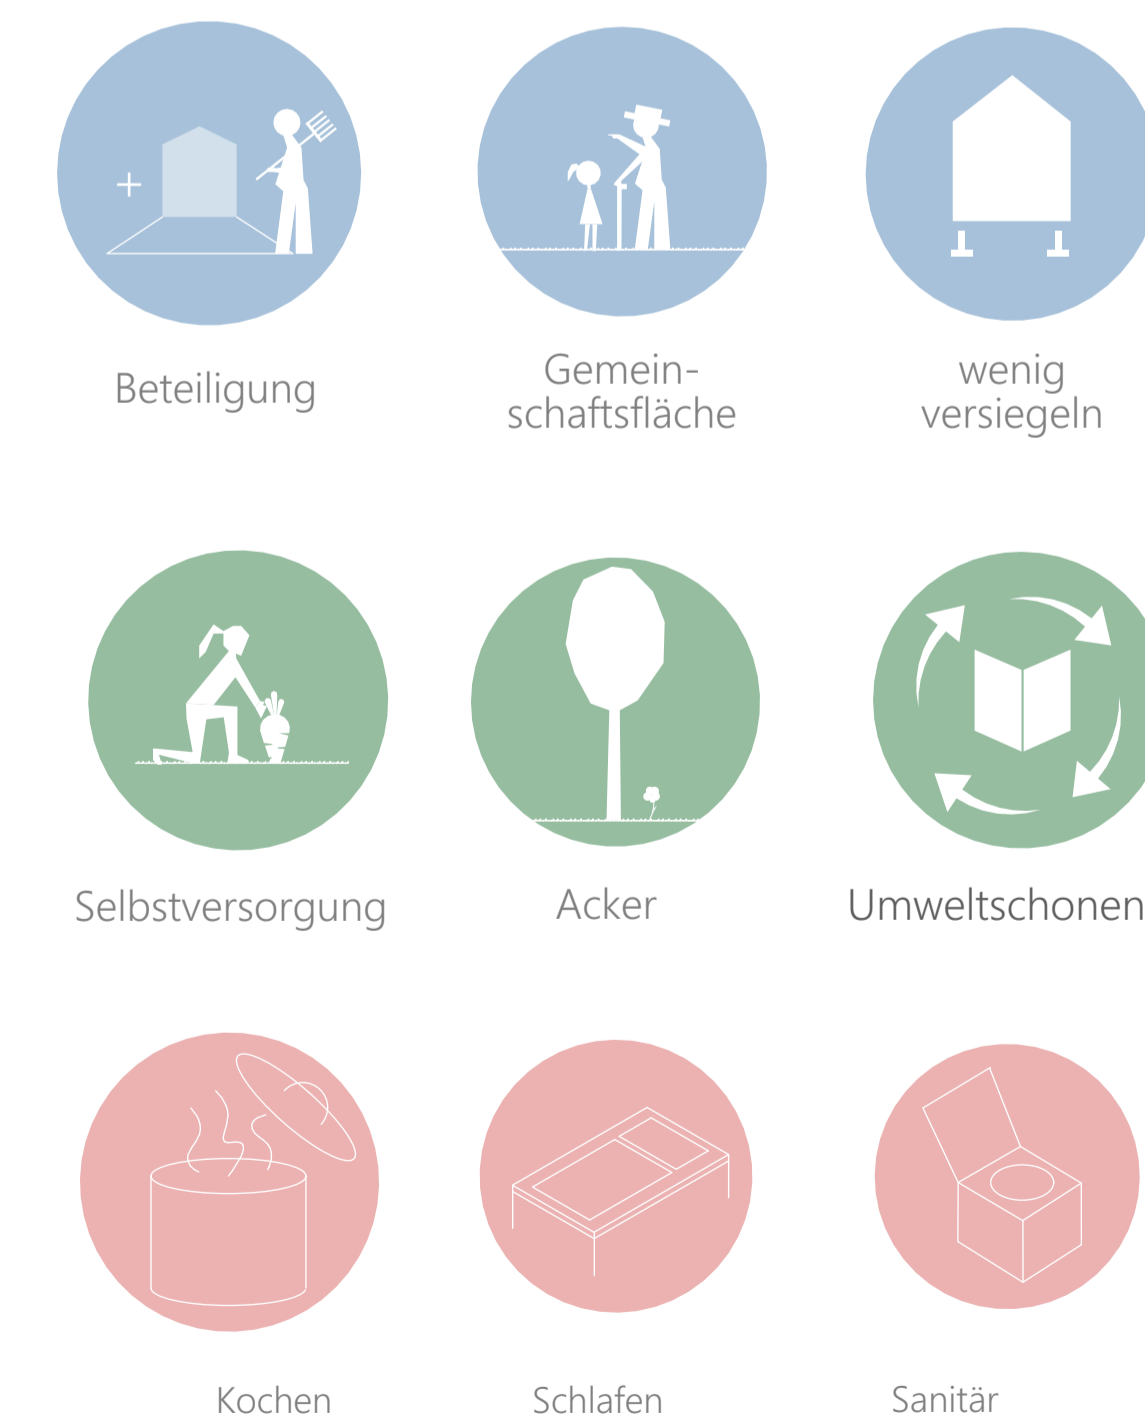 Beteiligung
Gemein-
schaftsfläche
wenig
versiegeln
Selbstversorgung
Acker
Umweltschonen
Kochen
Schlafen
Sanitär